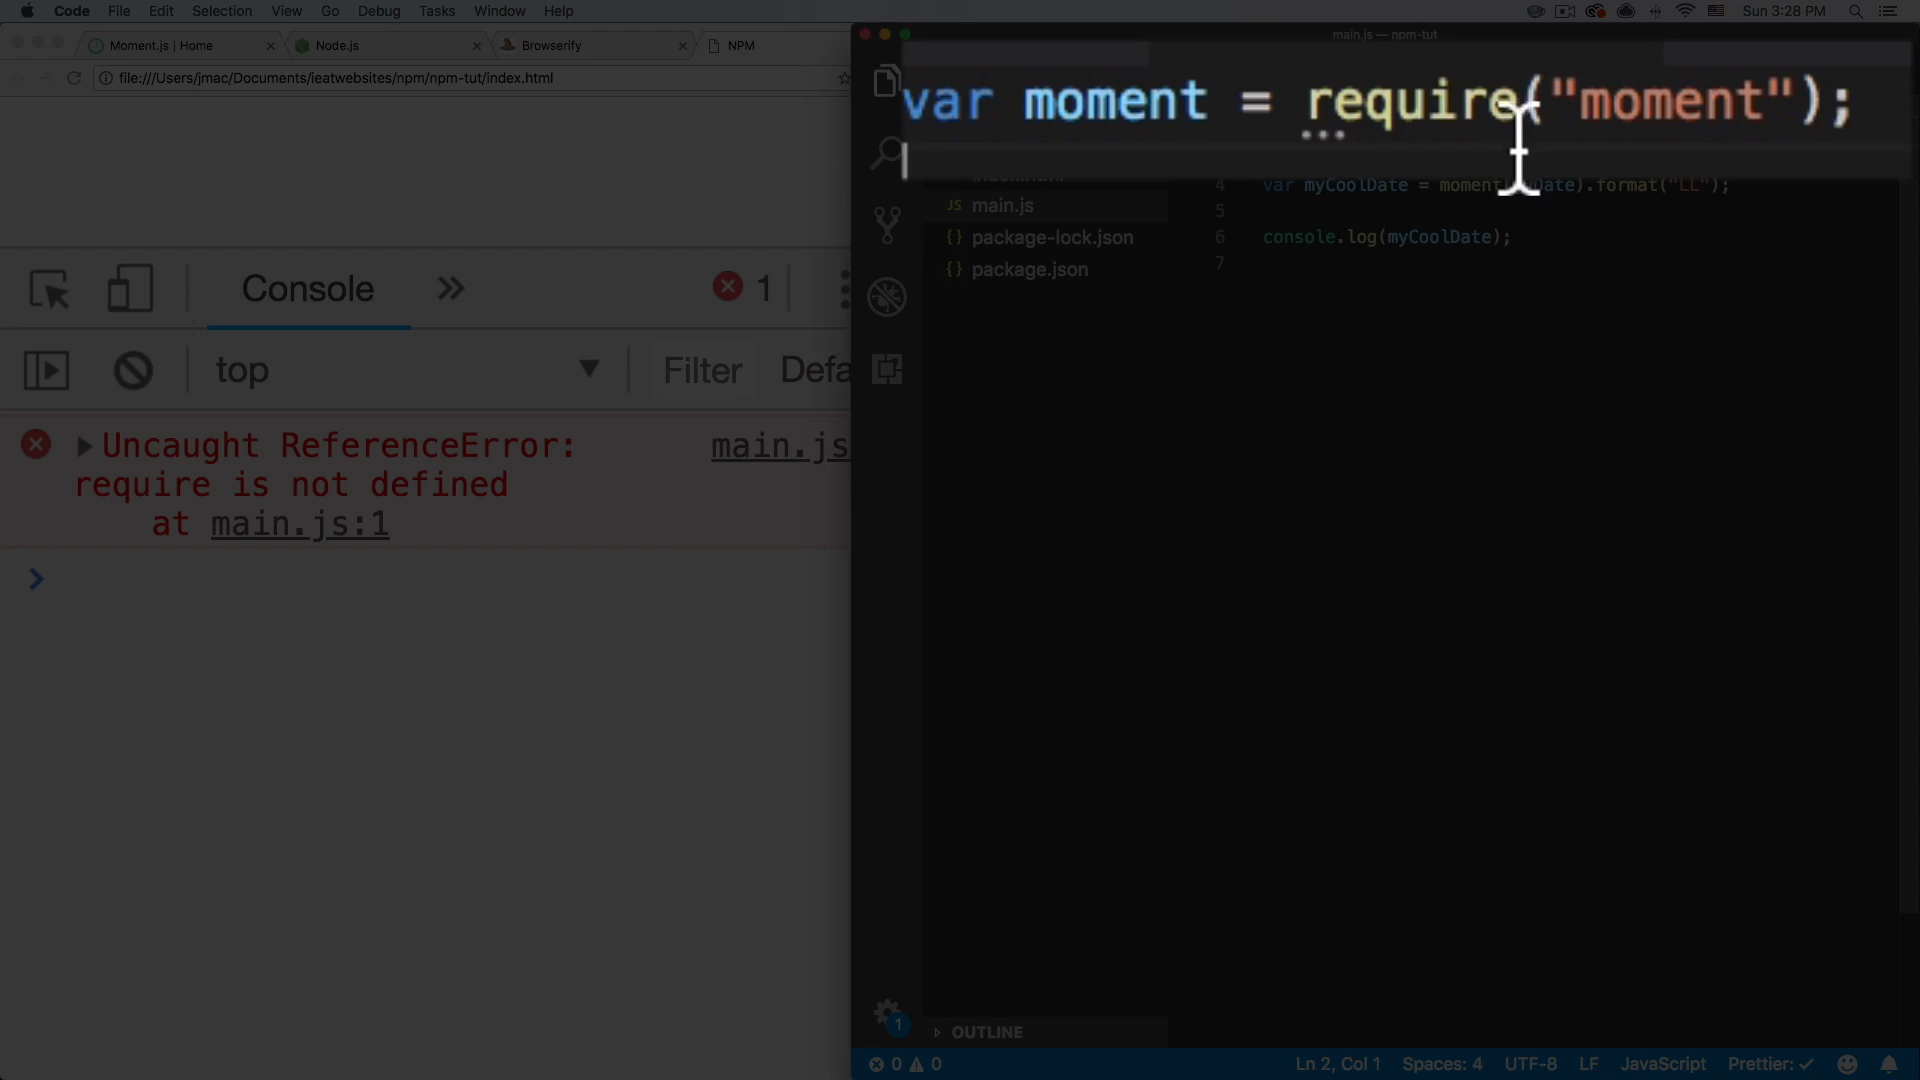 Code File Edit Selection View Go Debug Tasks Window Help
Sun 3:28 PM
Moment.js | Home
Node.js
Browserify
NPM
file:///Users/jmac/Documents/ieatwebsites/npm/npm-tut/index.html
Console
1
top
Filter
Defa
Uncaught ReferenceError: main.js
require is not defined
at main.js:1
main.js — npm-tut
var moment = require("moment");
JS main.js
{} package-lock.json
{} package.json
4 var myCoolDate = moment( Date).format("LL");
5
6 console.log(myCoolDate);
7
1
OUTLINE
0 0
Ln 2, Col 1 Spaces: 4 UTF-8 LF JavaScript Prettier: ✓